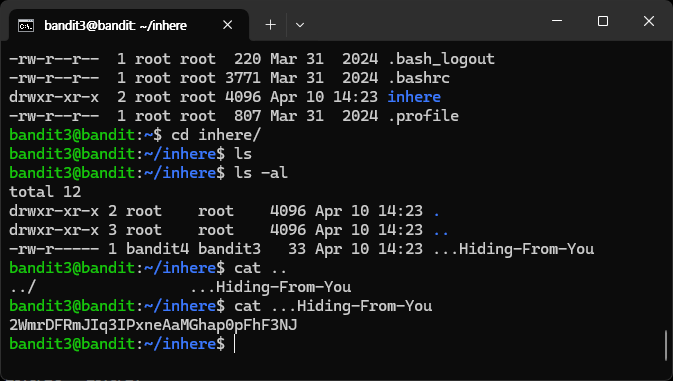 bandit3@bandit: ~/inhere
-rw-r--r--  1 root root  220 Mar 31  2024 .bash_logout
-rw-r--r--  1 root root 3771 Mar 31  2024 .bashrc
drwxr-xr-x  2 root root 4096 Apr 10 14:23 inhere
-rw-r--r--  1 root root  807 Mar 31  2024 .profile
bandit3@bandit:~$ cd inhere/
bandit3@bandit:~/inhere$ ls
bandit3@bandit:~/inhere$ ls -al
total 12
drwxr-xr-x 2 root    root    4096 Apr 10 14:23 .
drwxr-xr-x 3 root    root    4096 Apr 10 14:23 ..
-rw-r----- 1 bandit4 bandit3   33 Apr 10 14:23 ...Hiding-From-You
bandit3@bandit:~/inhere$ cat ..
../                ...Hiding-From-You
bandit3@bandit:~/inhere$ cat ...Hiding-From-You
2WmrDFRmJIq3IPxneAaMGhap0pFhF3NJ
bandit3@bandit:~/inhere$